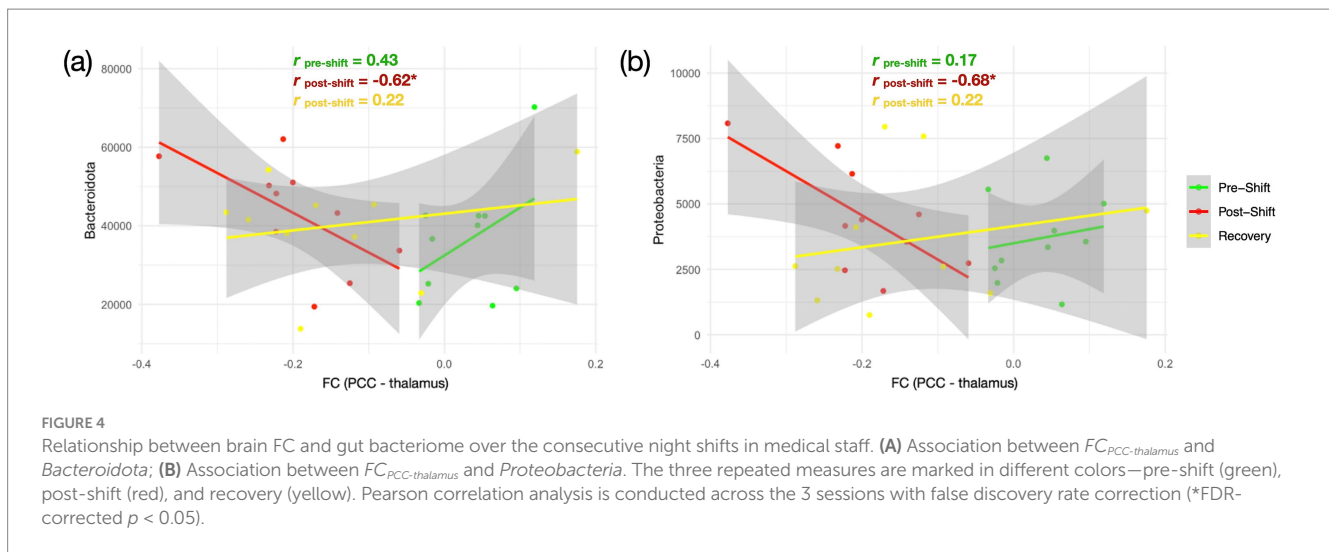 (a)
r pre-shift = 0.43
r post-shift = -0.62*
r post-shift = 0.22
80000
60000
40000
20000
Bacteroidota
-0.4
-0.2
0.0
0.2
FC (PCC - thalamus)
(b)
r pre-shift = 0.17
r post-shift = -0.68*
r post-shift = 0.22
10000
7500
5000
2500
0
Proteobacteria
-0.4
-0.2
0.0
0.2
FC (PCC - thalamus)
Pre-Shift
Post-Shift
Recovery
FIGURE 4
Relationship between brain FC and gut bacteriome over the consecutive night shifts in medical staff. (A) Association between FCPCC-thalamus and
Bacteroidota; (B) Association between FCPCC-thalamus and Proteobacteria. The three repeated measures are marked in different colors—pre-shift (green),
post-shift (red), and recovery (yellow). Pearson correlation analysis is conducted across the 3 sessions with false discovery rate correction (*FDR-
corrected p < 0.05).